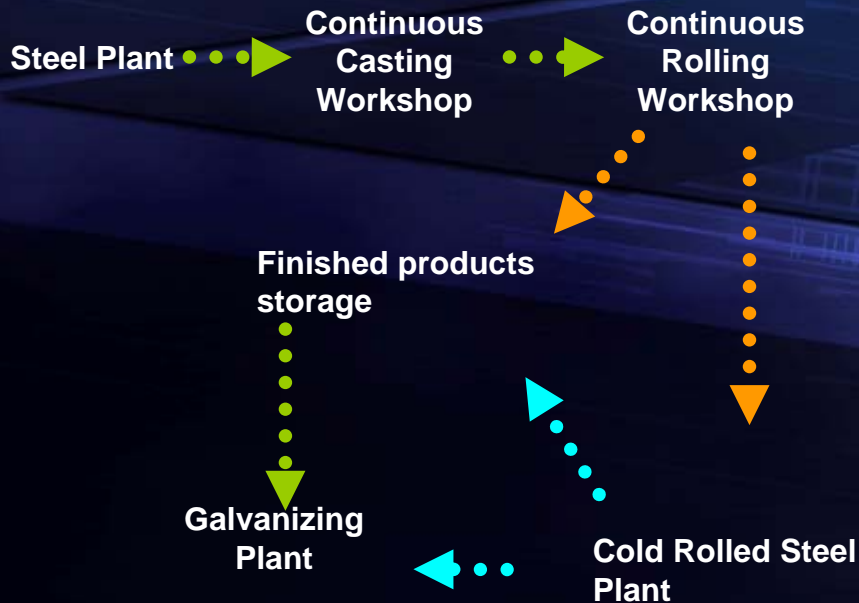 Steel Plant
Continuous
Casting
Workshop
Continuous
Rolling
Workshop
Finished products
storage
Galvanizing
Plant
Cold Rolled Steel
Plant